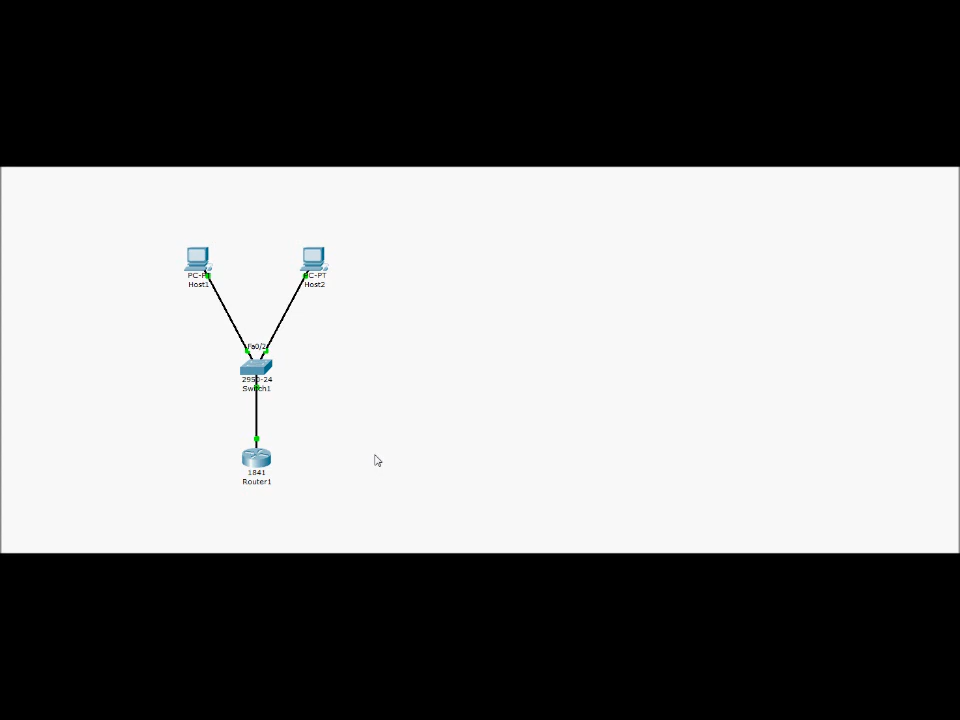 PC-PT
Host1
PC-PT
Host2
Fa0/2
2950-24
Switch1
1841
Router1